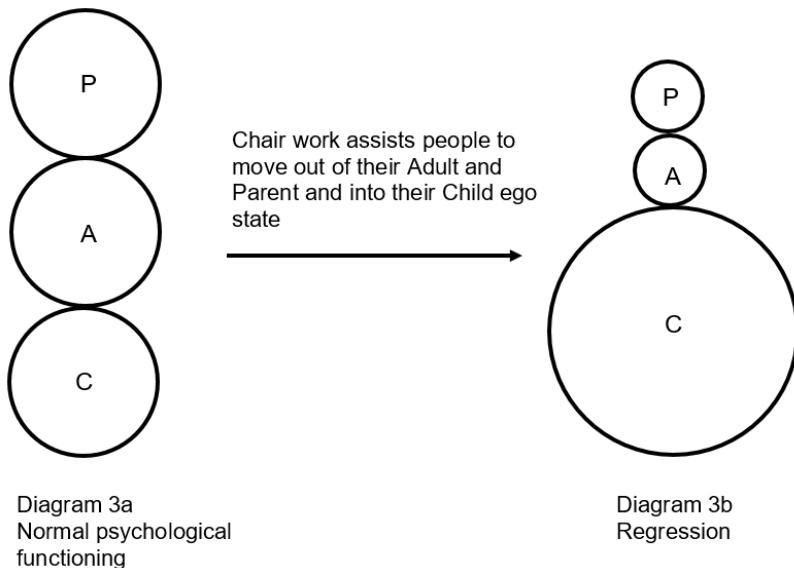 P
A
C
Chair work assists people to
move out of their Adult and
Parent and into their Child ego
state
P
A
C
Diagram 3a
Normal psychological
functioning
Diagram 3b
Regression